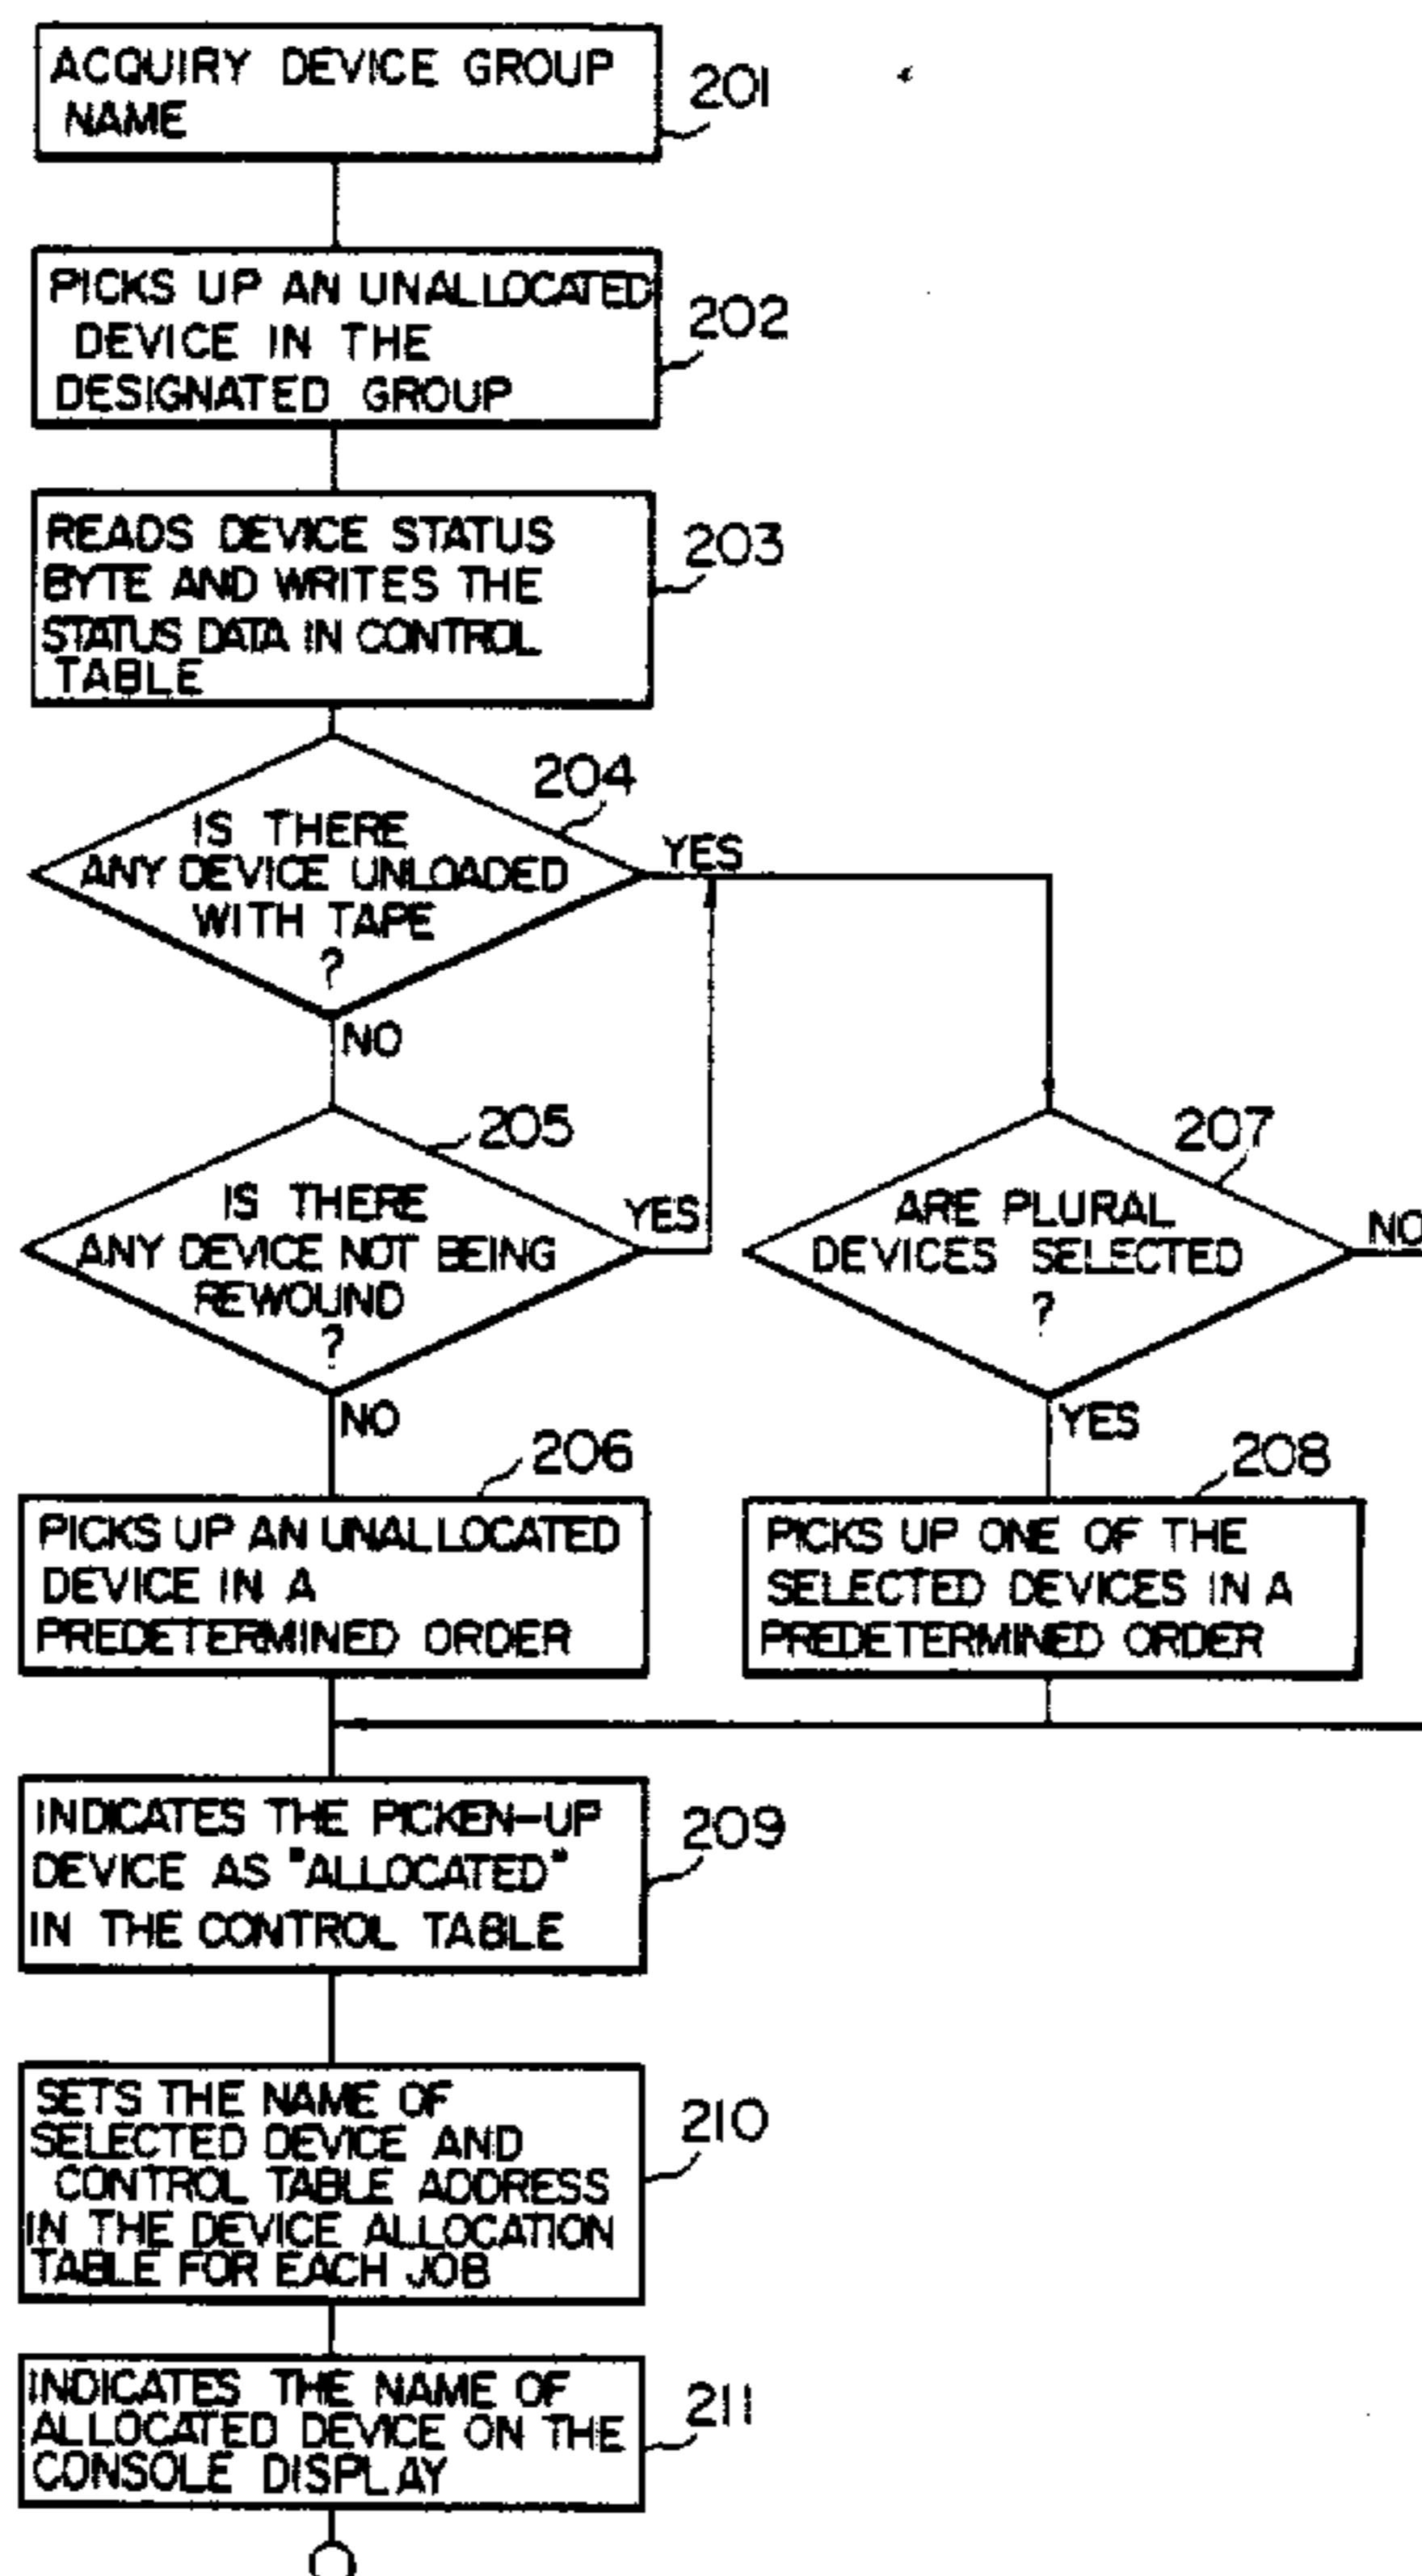 ACQUIRY DEVICE GROUP
NAME
201
PICKS UP AN UNALLOCATED
DEVICE IN THE
DESIGNATED GROUP
202
READS DEVICE STATUS
BYTE AND WRITES THE
STATUS DATA IN CONTROL
TABLE
203
204
IS THERE
ANY DEVICE UNLOADED
WITH TAPE
?
YES
NO
205
IS THERE
ANY DEVICE NOT BEING
REWOUND
?
YES
NO
207
ARE PLURAL
DEVICES SELECTED
?
NO
YES
206
PICKS UP AN UNALLOCATED
DEVICE IN A
PREDETERMINED ORDER
208
PICKS UP ONE OF THE
SELECTED DEVICES IN A
PREDETERMINED ORDER
INDICATES THE PICKEN-UP
DEVICE AS "ALLOCATED"
IN THE CONTROL TABLE
209
SETS THE NAME OF
SELECTED DEVICE AND
CONTROL TABLE ADDRESS
IN THE DEVICE ALLOCATION
TABLE FOR EACH JOB
210
INDICATES THE NAME OF
ALLOCATED DEVICE ON THE
CONSOLE DISPLAY
211